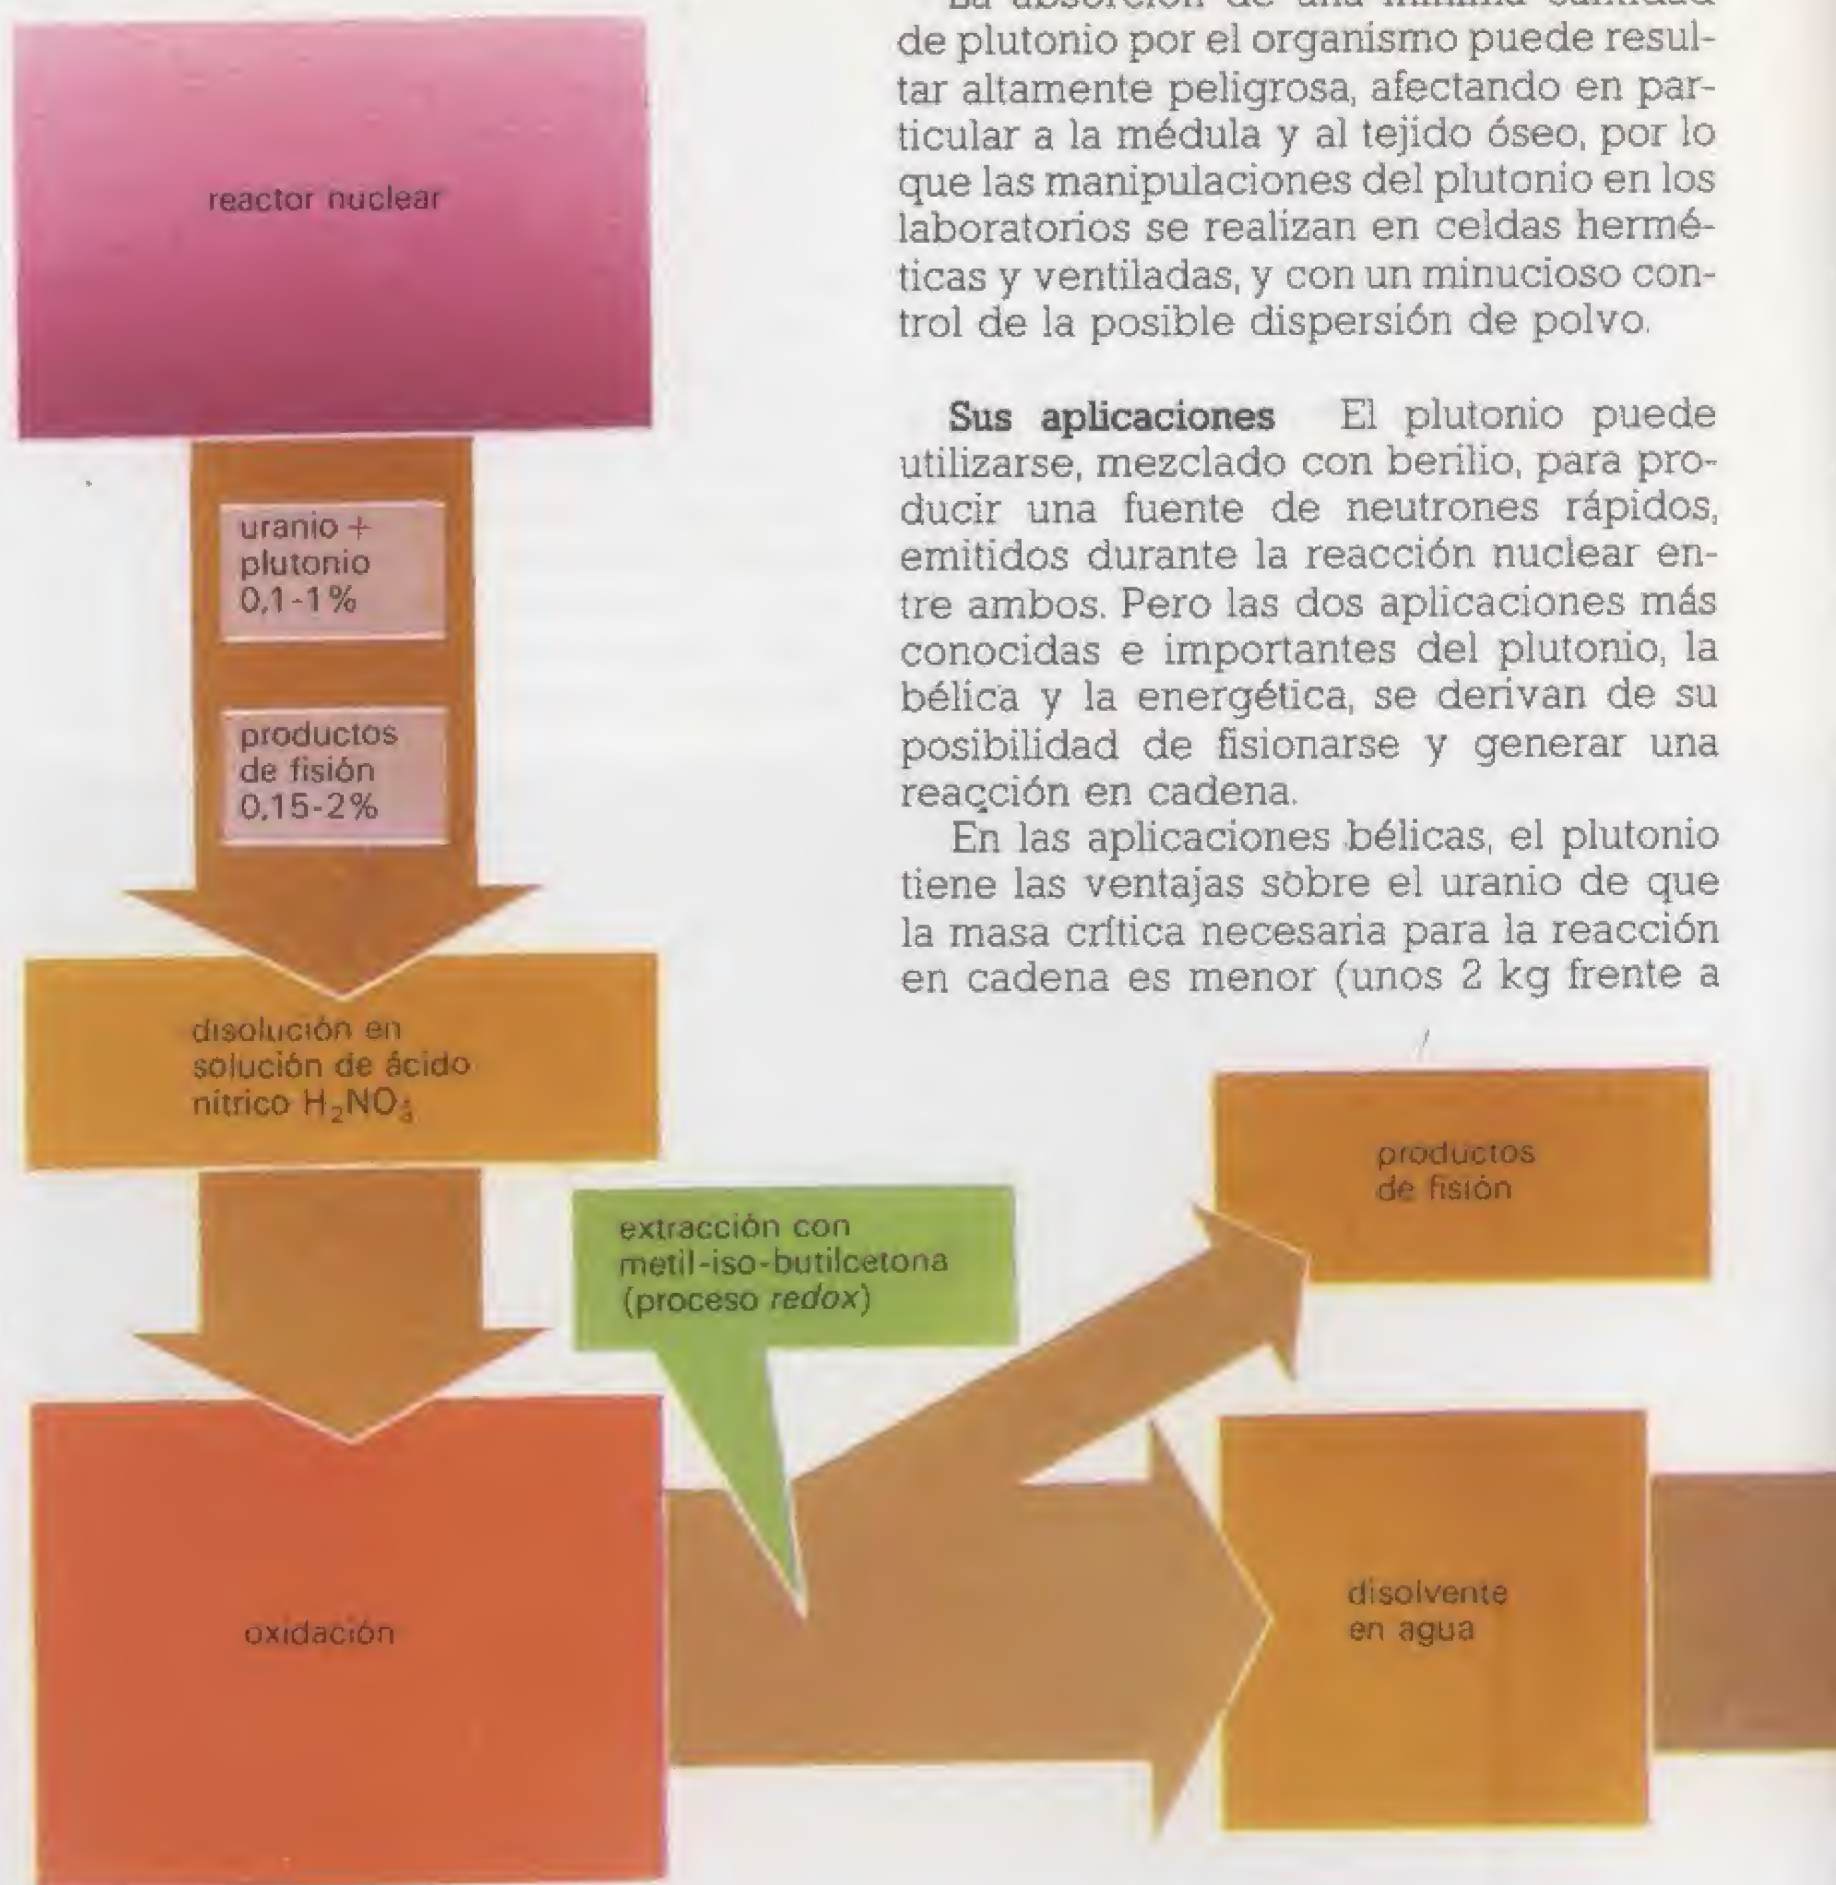 La absorción de una mínima cantidad
de plutonio por el organismo puede resul-
tar altamente peligrosa, afectando en par-
ticular a la médula y al tejido óseo, por lo
que las manipulaciones del plutonio en los
laboratorios se realizan en celdas hermé-
ticas y ventiladas, y con un minucioso con-
trol de la posible dispersión de polvo.
Sus aplicaciones El plutonio puede
utilizarse, mezclado con berilio, para pro-
ducir una fuente de neutrones rápidos,
emitidos durante la reacción nuclear en-
tre ambos. Pero las dos aplicaciones más
conocidas e importantes del plutonio, la
bélica y la energética, se derivan de su
posibilidad de fisionarse y generar una
reacción en cadena.
En las aplicaciones bélicas, el plutonio
tiene las ventajas sobre el uranio de que
la masa crítica necesaria para la reacción
en cadena es menor (unos 2 kg frente a
reactor nuclear
uranio +
plutonio
0,1-1%
productos
de fisión
0,15-2%
disolución en
solución de ácido
nítrico H₂NO₃
extracción con
metil-iso-butilcetona
(proceso redox)
oxidación
productos
de fisión
disolvente
en agua